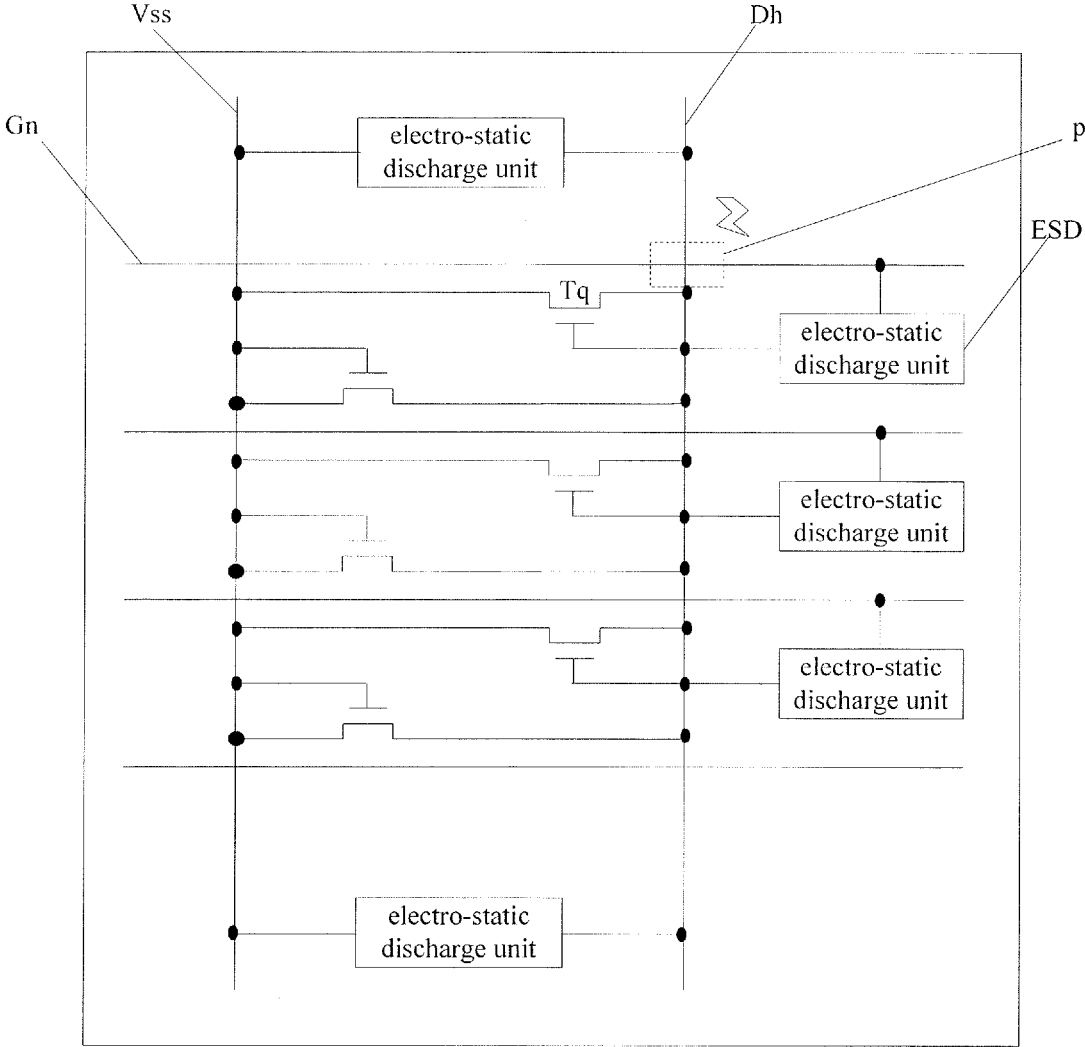 Vss
Dh
Gn
electro-static
discharge unit
p
ESD
Tq
electro-static
discharge unit
electro-static
discharge unit
electro-static
discharge unit
electro-static
discharge unit